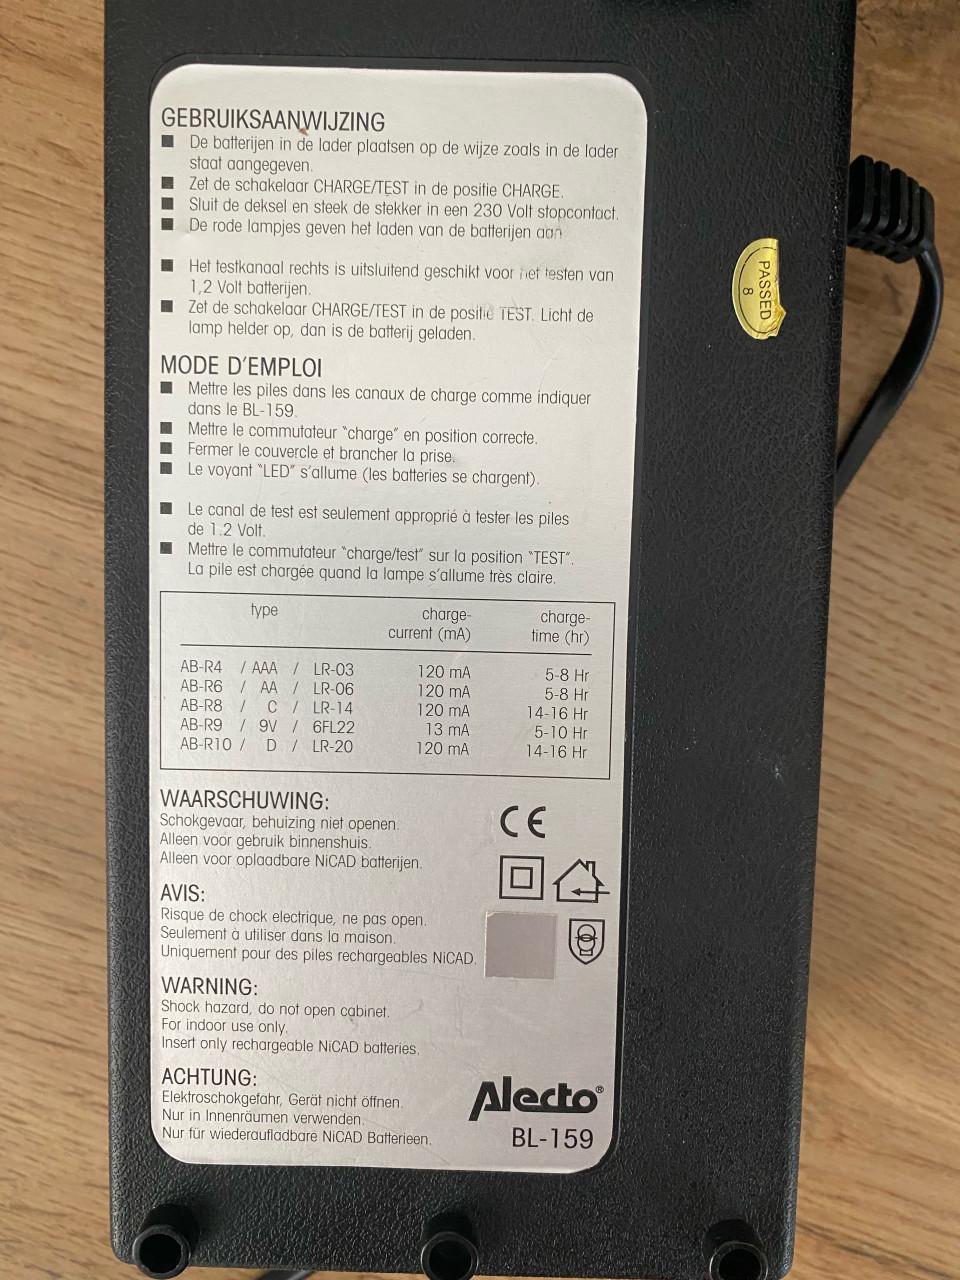 GEBRUIKSAANWIJZING
■ De batterijen in de lader plaatsen op de wijze zoals in de lader
staat aangegeven.
■ Zet de schakelaar CHARGE/TEST in de positie CHARGE.
■ Sluit de deksel en steek de stekker in een 230 Volt stopcontact.
■ De rode lampjes geven het laden van de batterijen aan
■ Het testkanaal rechts is uitsluitend geschikt voor het testen van
1,2 Volt batterijen.
■ Zet de schakelaar CHARGE/TEST in de positie TEST. Licht de
lamp helder op, dan is de batterij geladen.
MODE D'EMPLOI
■ Mettre les piles dans les canaux de charge comme indiquer
dans le BL-159.
■ Mettre le commutateur "charge" en position correcte.
■ Fermer le couvercle et brancher la prise.
■ Le voyant "LED" s'allume (les batteries se chargent).
■ Le canal de test est seulement approprié à tester les piles
de 1.2 Volt.
■ Mettre le commutateur "charge/test" sur la position "TEST".
La pile est chargée quand la lampe s'allume très claire.
type charge- charge-
current (mA) time (hr)
AB-R4 / AAA / LR-03 120 mA 5-8 Hr
AB-R6 / AA / LR-06 120 mA 5-8 Hr
AB-R8 / C / LR-14 120 mA 14-16 Hr
AB-R9 / 9V / 6FL22 13 mA 5-10 Hr
AB-R10 / D / LR-20 120 mA 14-16 Hr
WAARSCHUWING:
Schokgevaar, behuizing niet openen.
Alleen voor gebruik binnenshuis.
Alleen voor oplaadbare NiCAD batterijen.
CE
AVIS:
Risque de chock electrique, ne pas open.
Seulement à utiliser dans la maison.
Uniquement pour des piles rechargeables NiCAD.
WARNING:
Shock hazard, do not open cabinet.
For indoor use only.
Insert only rechargeable NiCAD batteries.
ACHTUNG:
Elektroschokgefahr, Gerät nicht öffnen.
Nur in Innenräumen verwenden.
Nur für wiederaufladbare NiCAD Batterieen.
Alecto®
BL-159
PASSED
8